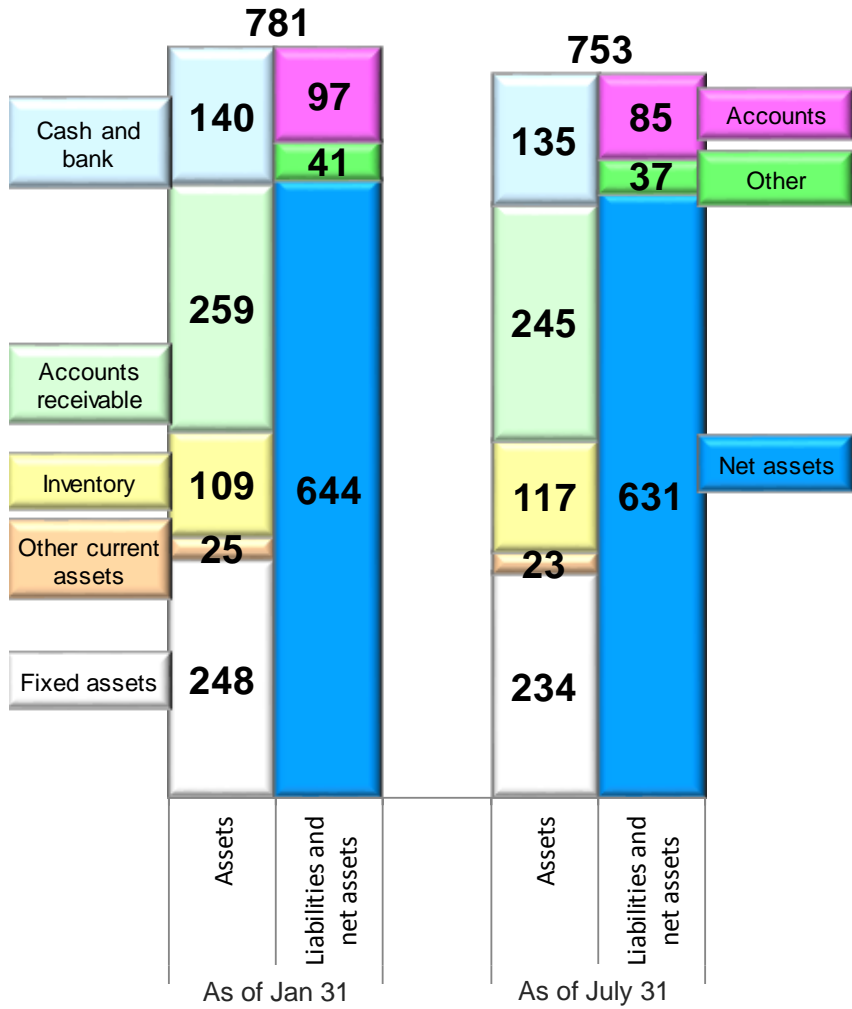 781
753
140
97
135
85
Accounts
Cash and
bank
41
37
Other
259
245
Accounts
receivable
Inventory
109
644
117
631
Net assets
Other current
assets
25
23
Fixed assets
248
234
Assets
Liabilities and
net assets
Assets
Liabilities and
net assets
As of Jan 31
As of July 31